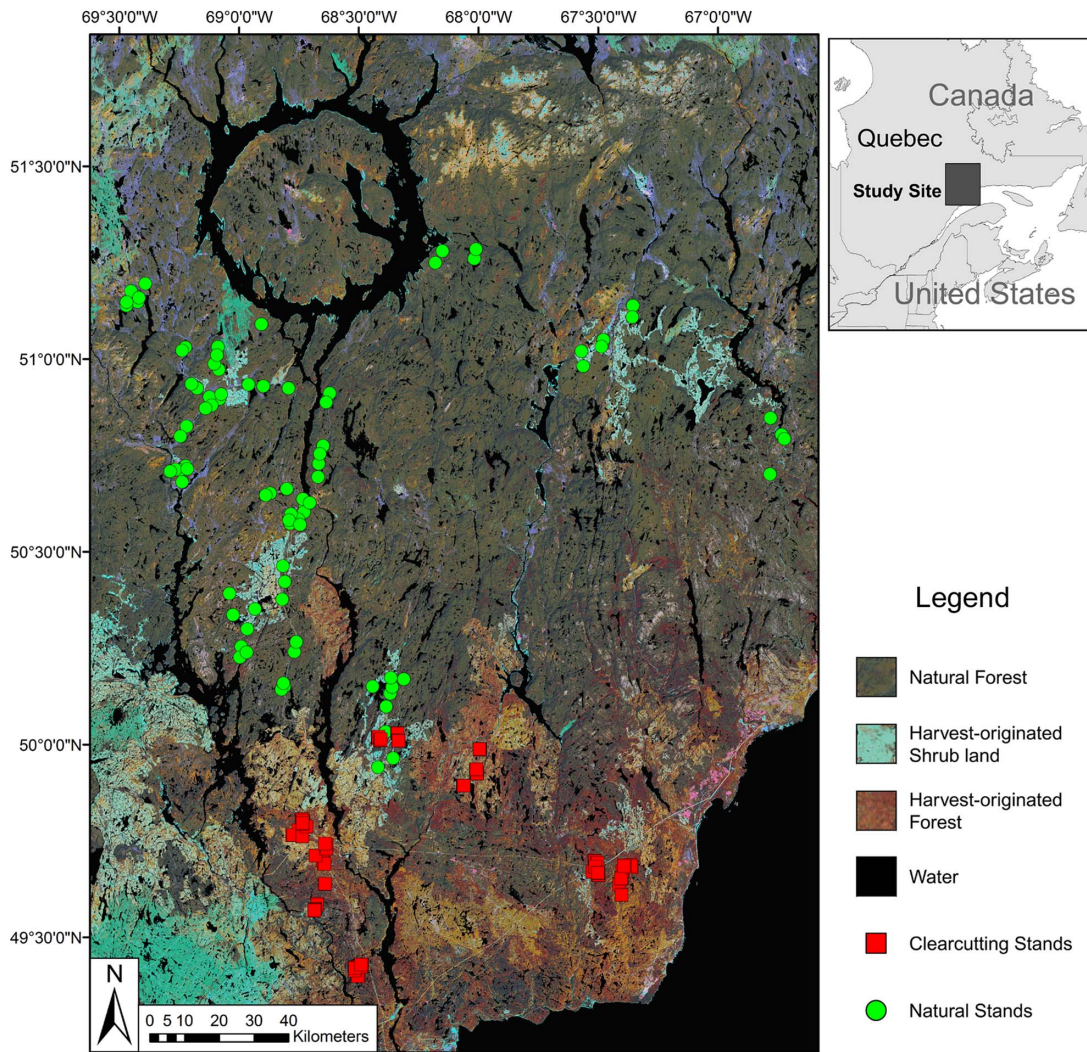 69°30'0"W 69°0'0"W 68°30'0"W 68°0'0"W 67°30'0"W 67°0'0"W
51°30'0"N
51°0'0"N
50°30'0"N
50°0'0"N
49°30'0"N
N
0 5 10 20 30 40
Kilometers
Canada
Quebec
Study Site
United States
Legend
Natural Forest
Harvest-originated
Shrub land
Harvest-originated
Forest
Water
Clearcutting Stands
Natural Stands